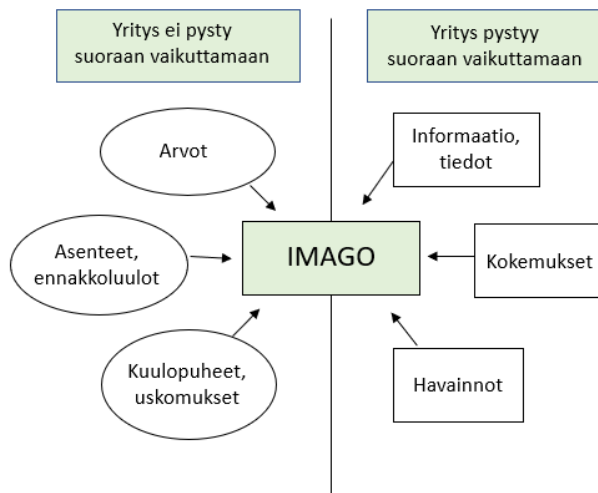 Yritys ei pysty
suoraan vaikuttamaan
Yritys pystyy
suoraan vaikuttamaan
Arvot
Informaatio,
tiedot
Asenteet,
ennakkoluulot
IMAGO
Kokemukset
Kuulopuheet,
uskomukset
Havainnot